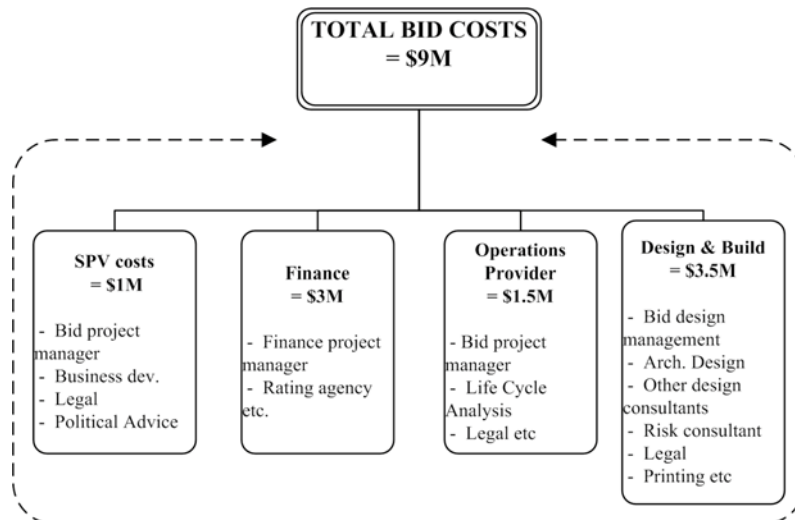 TOTAL BID COSTS
= $9M
SPV costs
= $1M
- Bid project
manager
- Business dev.
- Legal
- Political Advice
Finance
= $3M
- Finance project
manager
- Rating agency
etc.
Operations
Provider
= $1.5M
- Bid project
manager
- Life Cycle
Analysis
- Legal etc
Design & Build
= $3.5M
- Bid design
management
- Arch. Design
- Other design
consultants
- Risk consultant
- Legal
- Printing etc